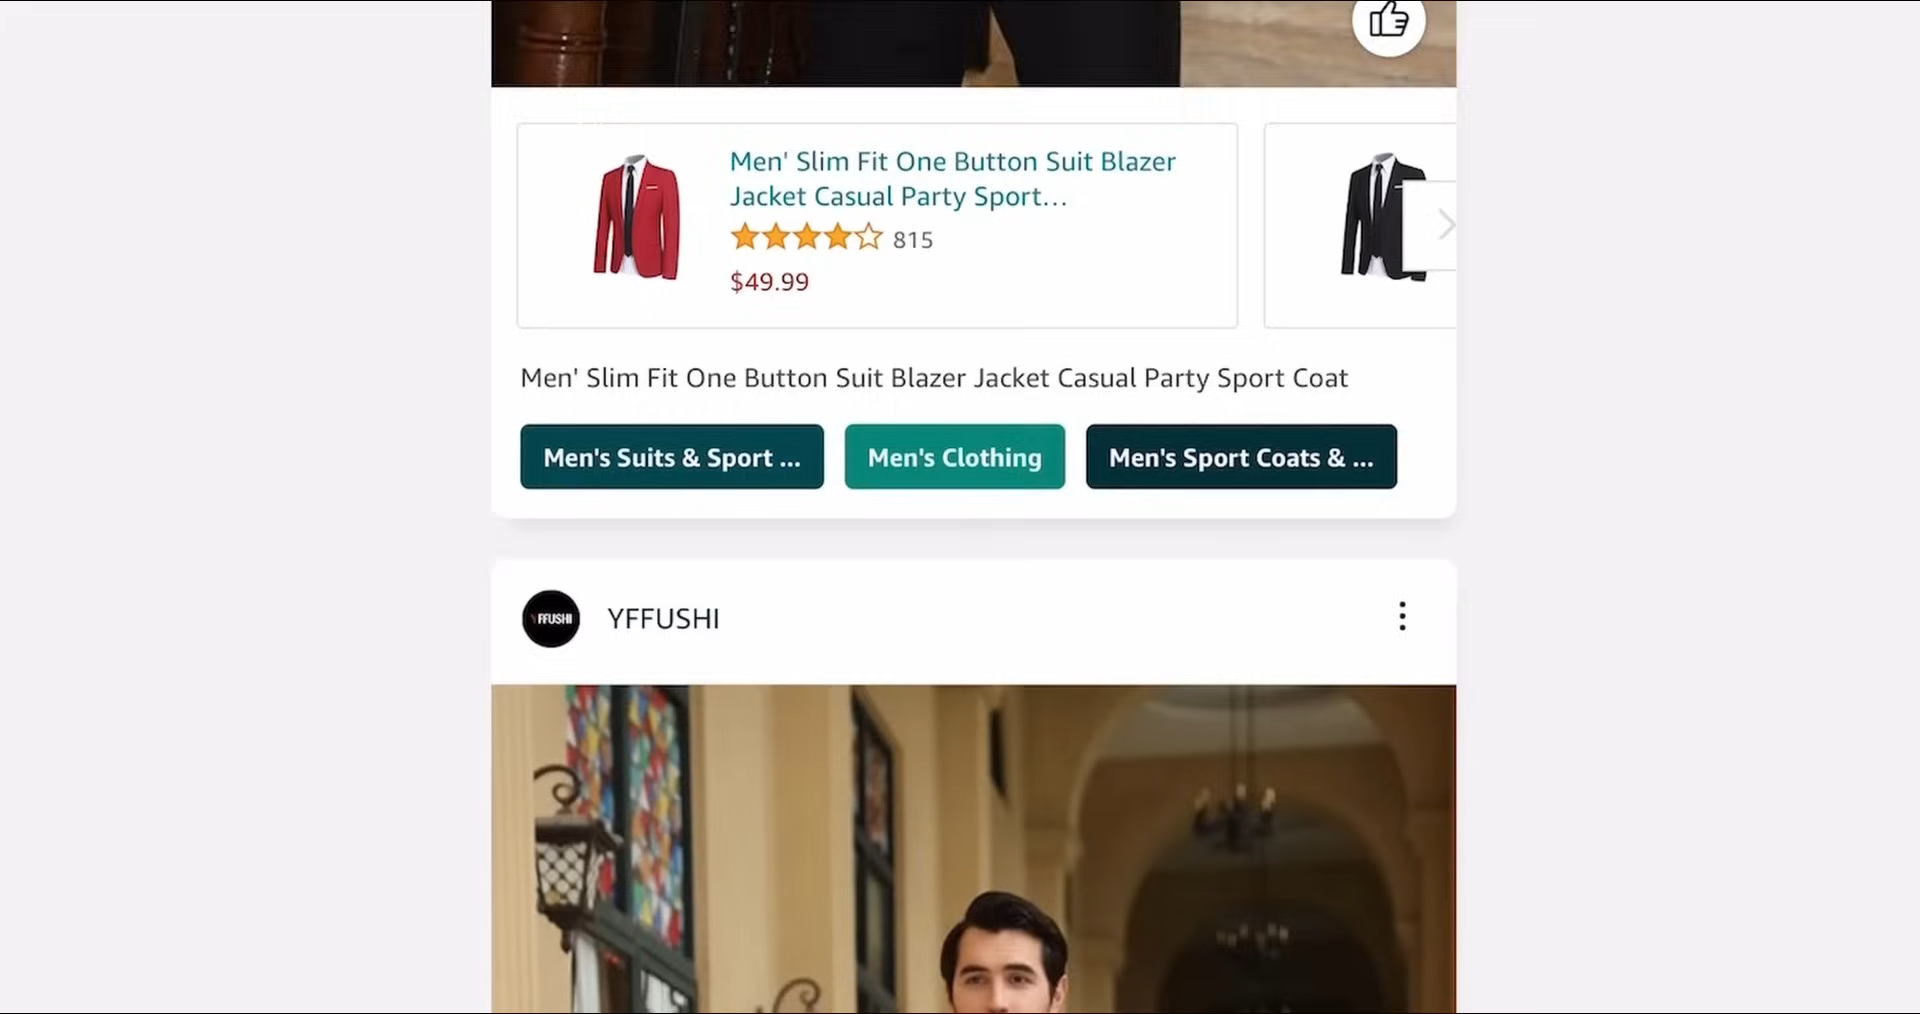 Men' Slim Fit One Button Suit Blazer
Jacket Casual Party Sport...
815
$49.99
Men' Slim Fit One Button Suit Blazer Jacket Casual Party Sport Coat
Men's Suits & Sport ...
Men's Clothing
Men's Sport Coats & ...
YFFUSHI
YFFUSHI